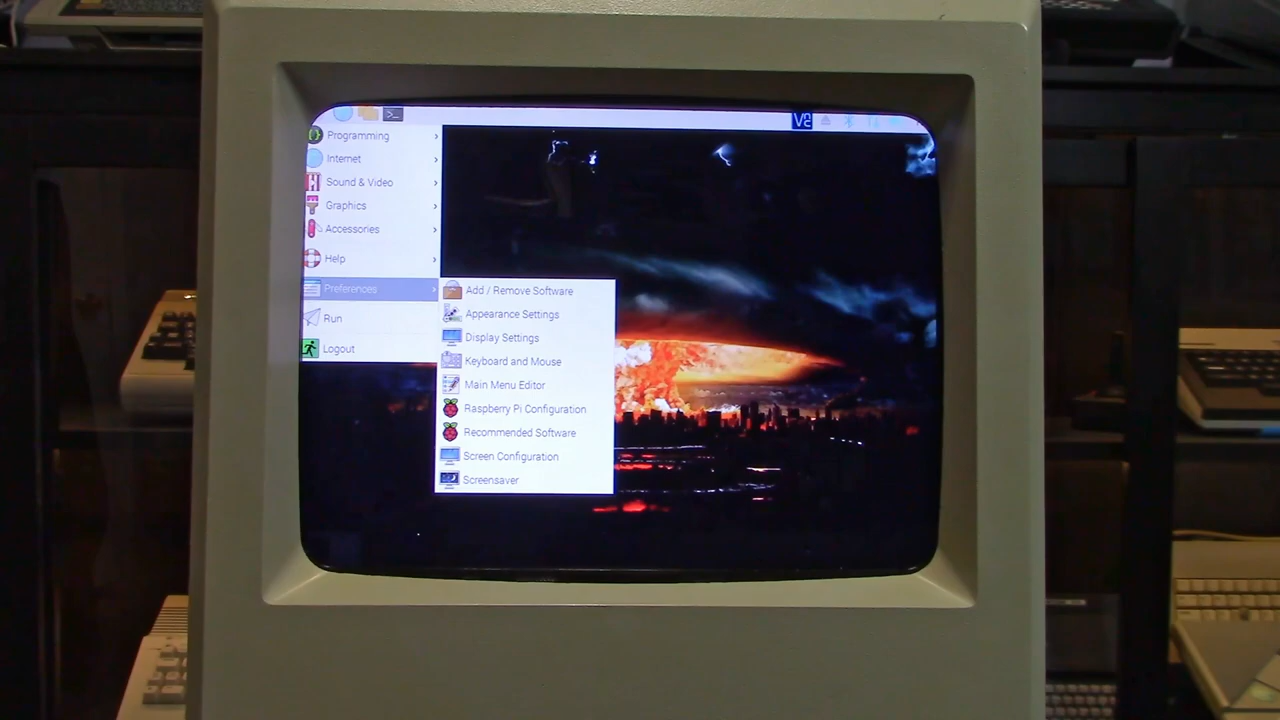 >_
V2
Programming
Internet
Sound & Video
Graphics
Accessories
Help
Preferences
Run
Logout
Add / Remove Software
Appearance Settings
Display Settings
Keyboard and Mouse
Main Menu Editor
Raspberry Pi Configuration
Recommended Software
Screen Configuration
Screensaver